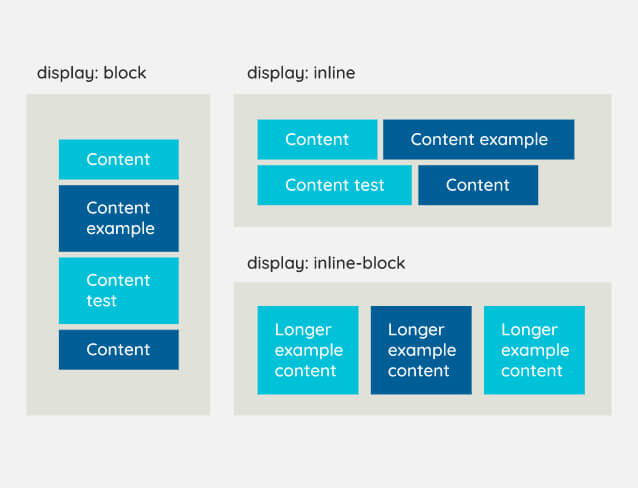 display: block
Content
Content
example
Content
test
Content
display: inline
Content
Content example
Content test
Content
display: inline-block
Longer
example
content
Longer
example
content
Longer
example
content